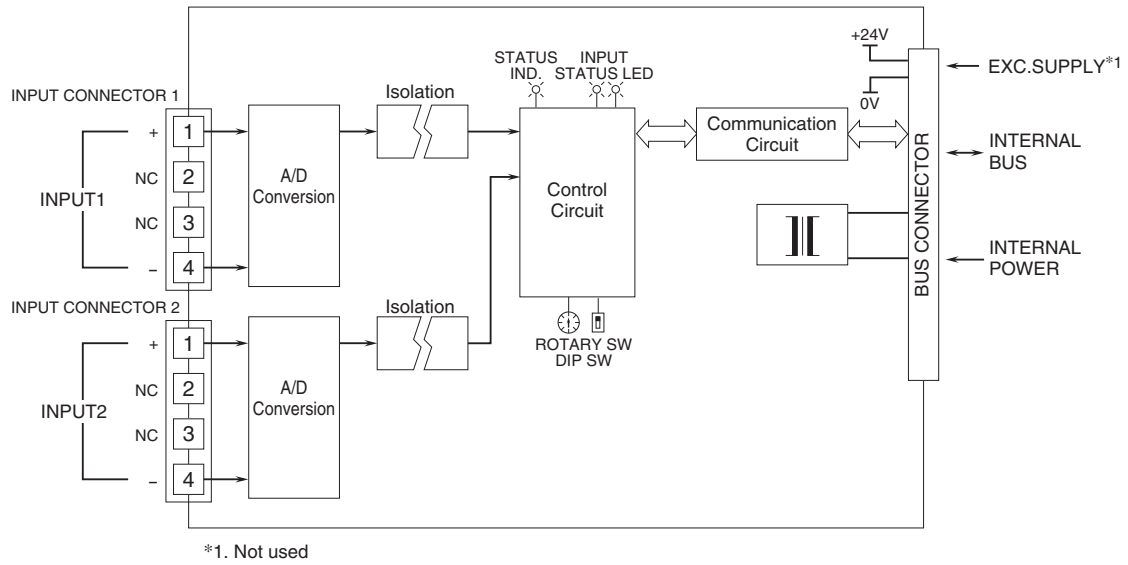 +24V
0V
EXC.SUPPLY*1
STATUS
IND.
INPUT
STATUS LED
INPUT CONNECTOR 1
Isolation
+ 1
NC 2
NC 3
− 4
INPUT1
A/D
Conversion
Control
Circuit
Communication
Circuit
BUS CONNECTOR
INTERNAL
BUS
INTERNAL
POWER
INPUT CONNECTOR 2
Isolation
+ 1
NC 2
NC 3
− 4
INPUT2
A/D
Conversion
ROTARY SW
DIP SW
*1. Not used